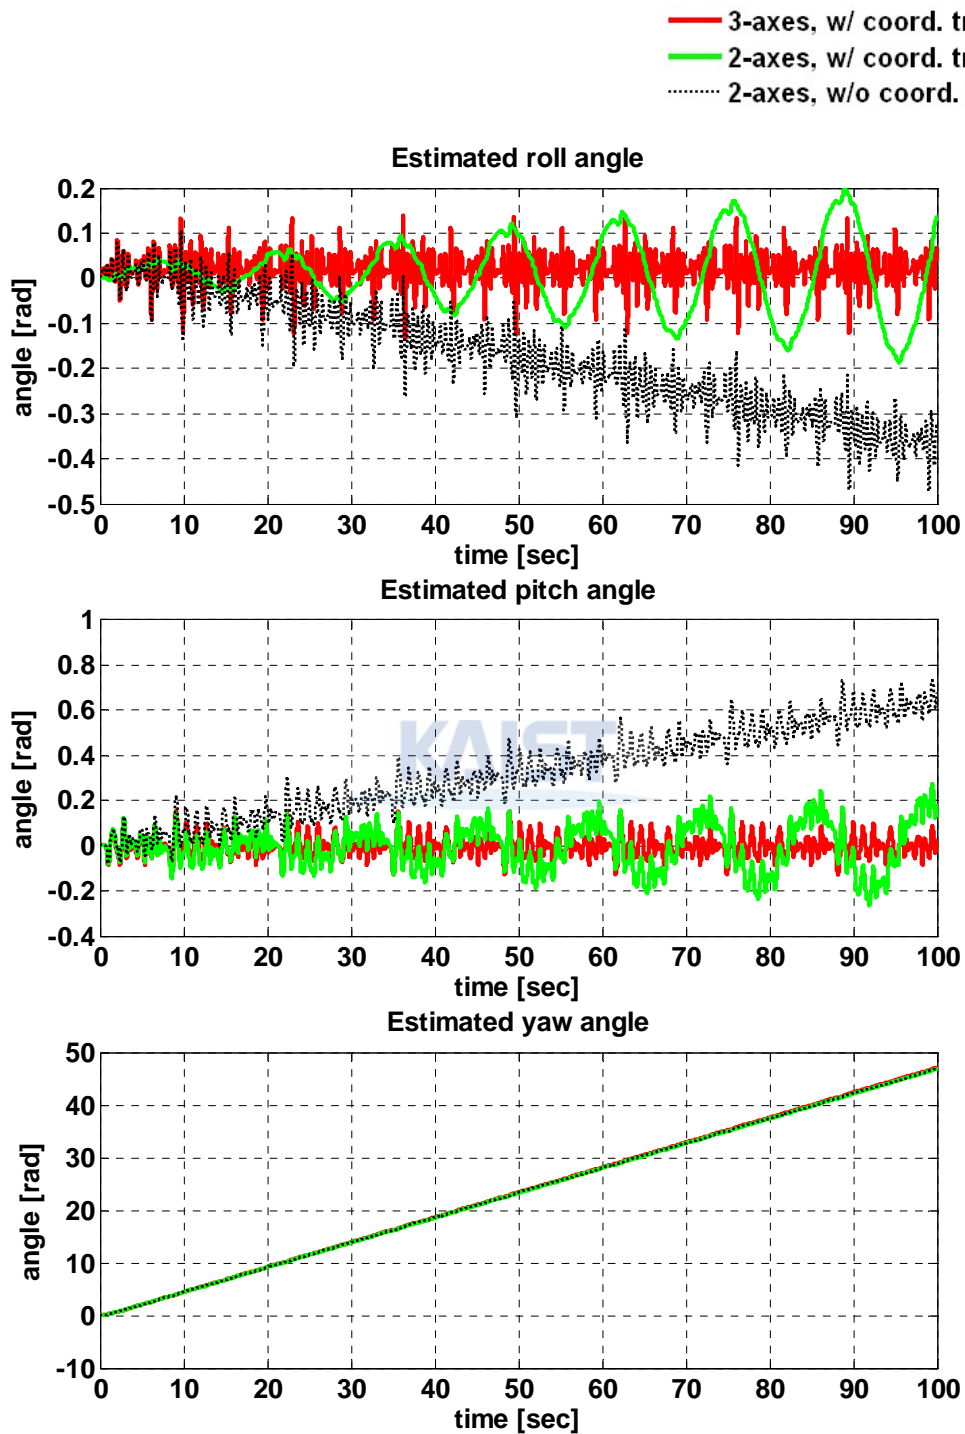 3-axes, w/ coord.
2-axes, w/ coord.
2-axes, w/o coord.
Estimated roll angle
0.2
0.1
0
-0.1
-0.2
-0.3
-0.4
-0.5
angle [rad]
0 10 20 30 40 50 60 70 80 90 100
time [sec]
Estimated pitch angle
1
0.8
0.6
0.4
0.2
0
-0.2
-0.4
angle [rad]
KAIST
0 10 20 30 40 50 60 70 80 90 100
time [sec]
Estimated yaw angle
50
40
30
20
10
0
-10
angle [rad]
0 10 20 30 40 50 60 70 80 90 100
time [sec]